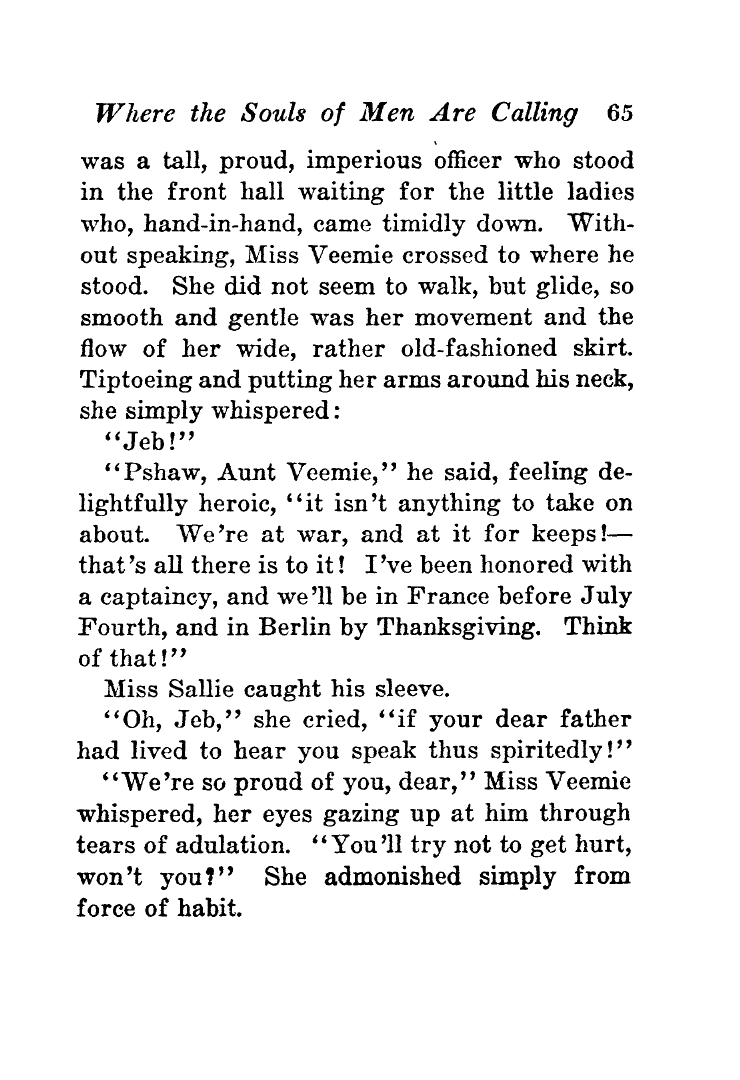 Where the Souls of Men Are Calling 65
was a tall, proud, imperious officer who stood
in the front hall waiting for the little ladies
who, hand-in-hand, came timidly down. With-
out speaking, Miss Veemie crossed to where he
stood. She did not seem to walk, but glide, so
smooth and gentle was her movement and the
flow of her wide, rather old-fashioned skirt.
Tiptoeing and putting her arms around his neck,
she simply whispered:
“Jeb!”
“Pshaw, Aunt Veemie,” he said, feeling de-
lightfully heroic, “it isn’t anything to take on
about. We’re at war, and at it for keeps!—
that’s all there is to it! I’ve been honored with
a captaincy, and we’ll be in France before July
Fourth, and in Berlin by Thanksgiving. Think
of that!”
Miss Sallie caught his sleeve.
“Oh, Jeb,” she cried, “if your dear father
had lived to hear you speak thus spiritedly!”
“We’re so proud of you, dear,” Miss Veemie
whispered, her eyes gazing up at him through
tears of adulation. “You’ll try not to get hurt,
won’t you?” She admonished simply from
force of habit.